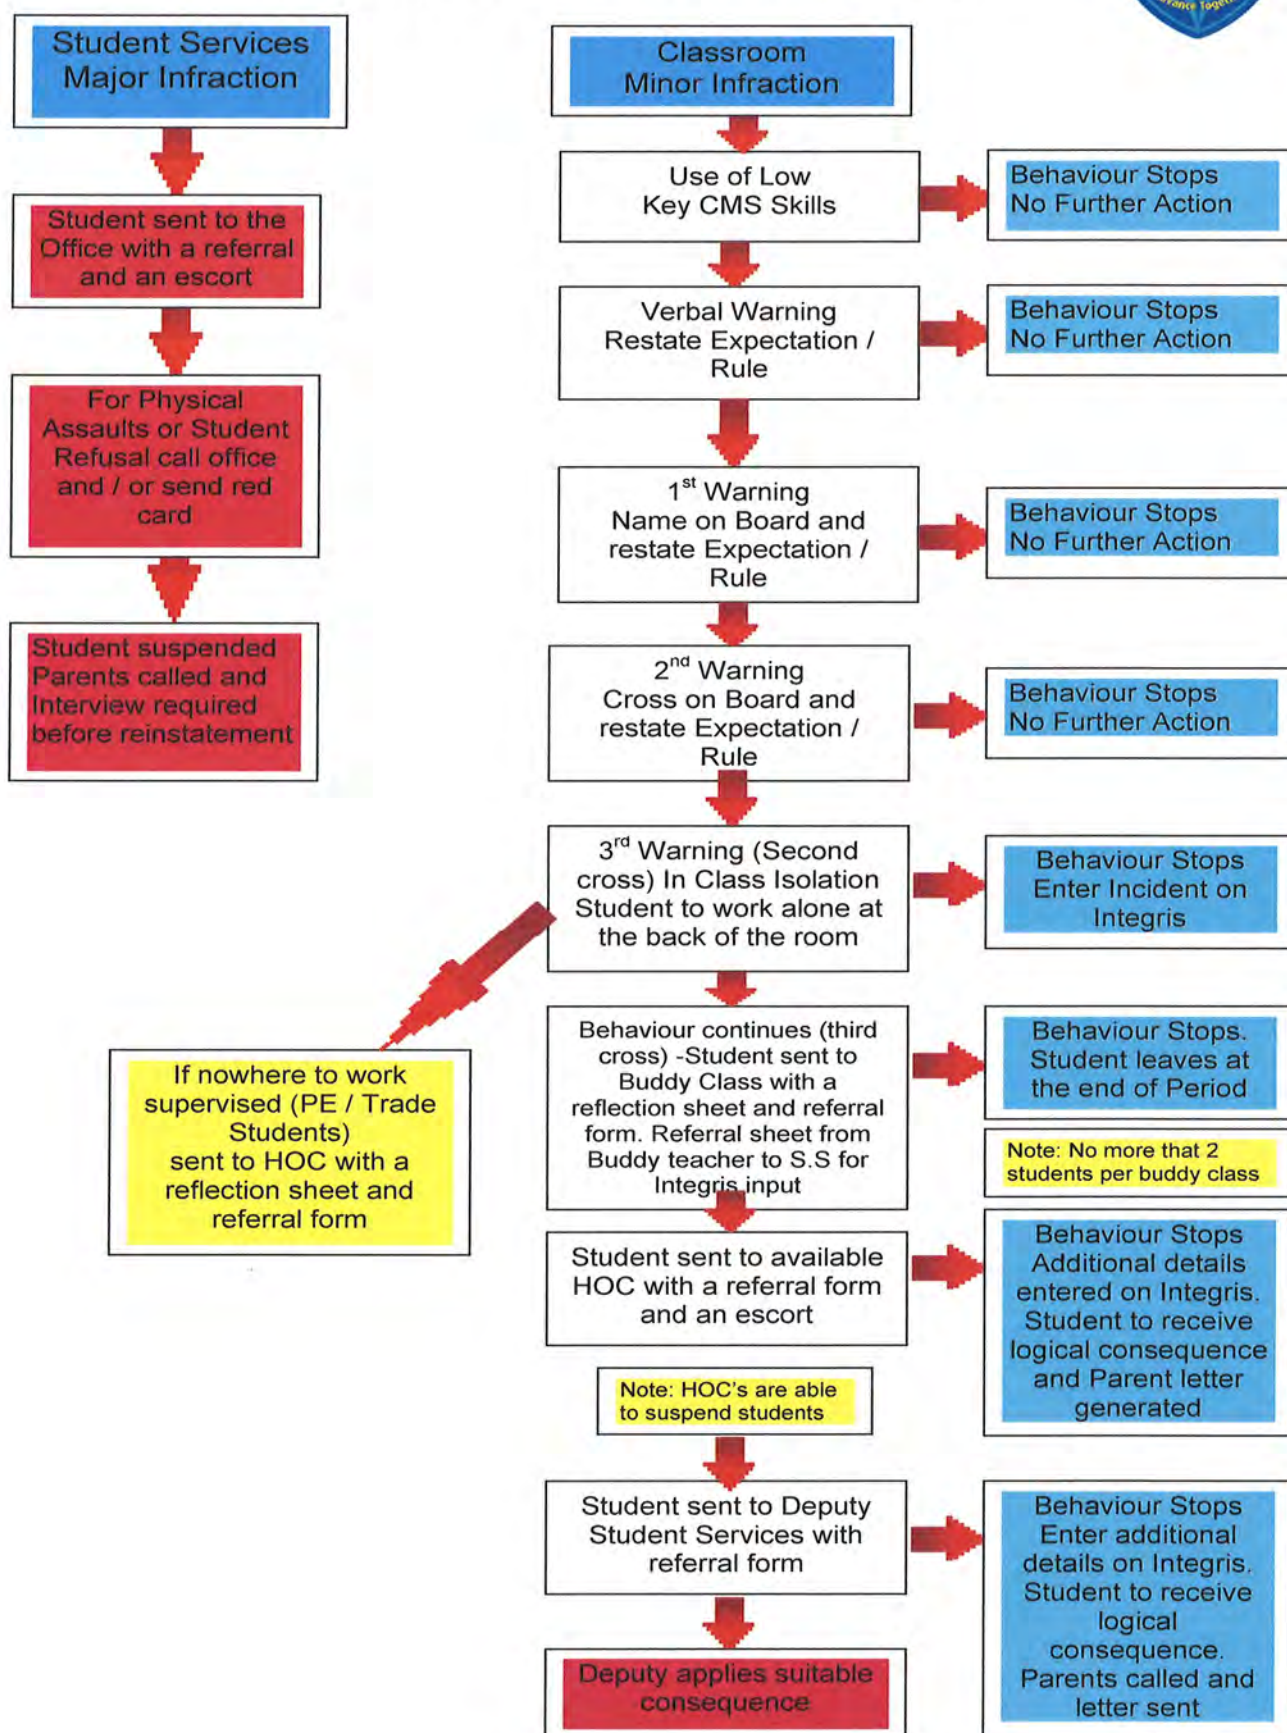 vance Toge
Student Services
Major Infraction
Student sent to the
Office with a referral
and an escort
For Physical
Assaults or Student
Refusal call office
and / or send red
card
Student suspended
Parents called and
Interview required
before reinstatement
Classroom
Minor Infraction
Use of Low
Key CMS Skills
Behaviour Stops
No Further Action
Verbal Warning
Restate Expectation /
Rule
Behaviour Stops
No Further Action
1st Warning
Name on Board and
restate Expectation /
Rule
Behaviour Stops
No Further Action
2nd Warning
Cross on Board and
restate Expectation /
Rule
Behaviour Stops
No Further Action
3rd Warning (Second
cross) In Class Isolation
Student to work alone at
the back of the room
Behaviour Stops
Enter Incident on
Integris
If nowhere to work
supervised (PE / Trade
Students)
sent to HOC with a
reflection sheet and
referral form
Behaviour continues (third
cross) -Student sent to
Buddy Class with a
reflection sheet and referral
form. Referral sheet from
Buddy teacher to S.S for
Integris input
Behaviour Stops.
Student leaves at
the end of Period
Note: No more that 2
students per buddy class
Student sent to available
HOC with a referral form
and an escort
Behaviour Stops
Additional details
entered on Integris.
Student to receive
logical consequence
and Parent letter
generated
Note: HOC's are able
to suspend students
Student sent to Deputy
Student Services with
referral form
Behaviour Stops
Enter additional
details on Integris.
Student to receive
logical
consequence.
Parents called and
letter sent
Deputy applies suitable
consequence